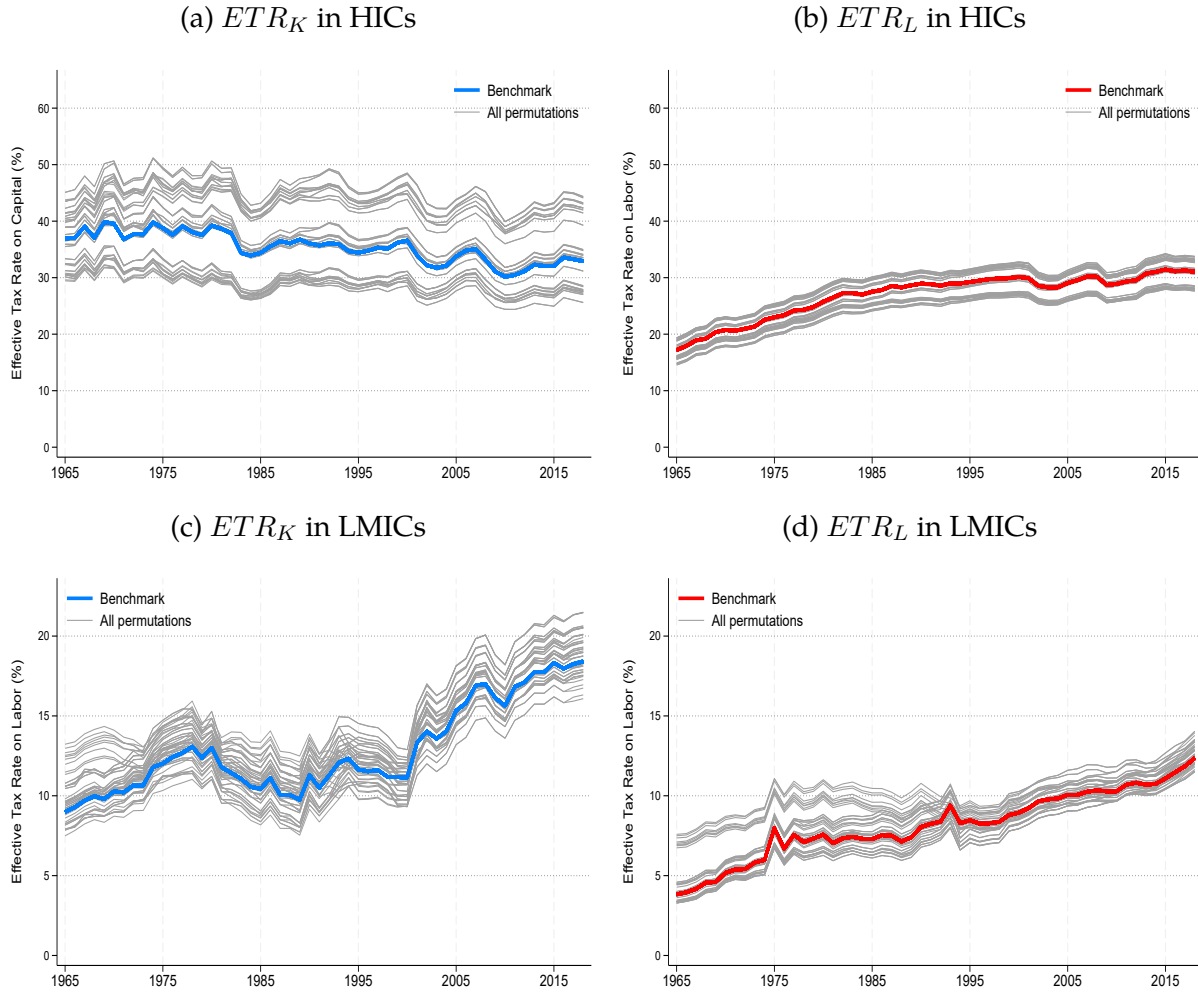 (a) ETR_K in HICs
Effective Tax Rate on Capital (%)
Benchmark
All permutations
60
50
40
30
20
10
0
1965 1975 1985 1995 2005 2015
(b) ETR_L in HICs
Effective Tax Rate on Labor (%)
Benchmark
All permutations
60
50
40
30
20
10
0
1965 1975 1985 1995 2005 2015
(c) ETR_K in LMICs
Effective Tax Rate on Labor (%)
Benchmark
All permutations
20
15
10
5
0
1965 1975 1985 1995 2005 2015
(d) ETR_L in LMICs
Effective Tax Rate on Labor (%)
Benchmark
All permutations
20
15
10
5
0
1965 1975 1985 1995 2005 2015